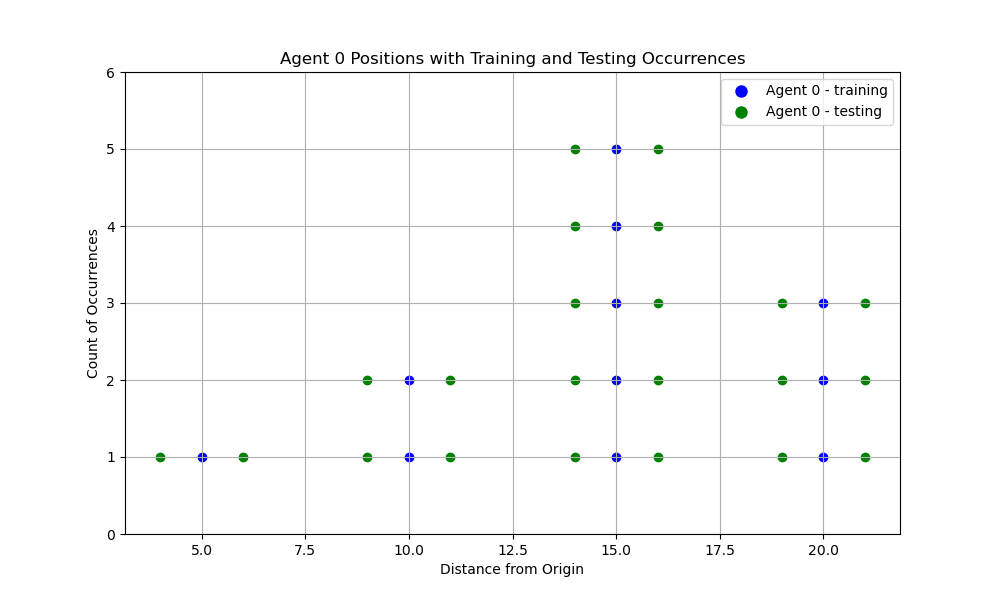 Agent 0 Positions with Training and Testing Occurrences
Agent 0 - training
Agent 0 - testing
Count of Occurrences
6
5
4
3
2
1
0
5.0 7.5 10.0 12.5 15.0 17.5 20.0
Distance from Origin